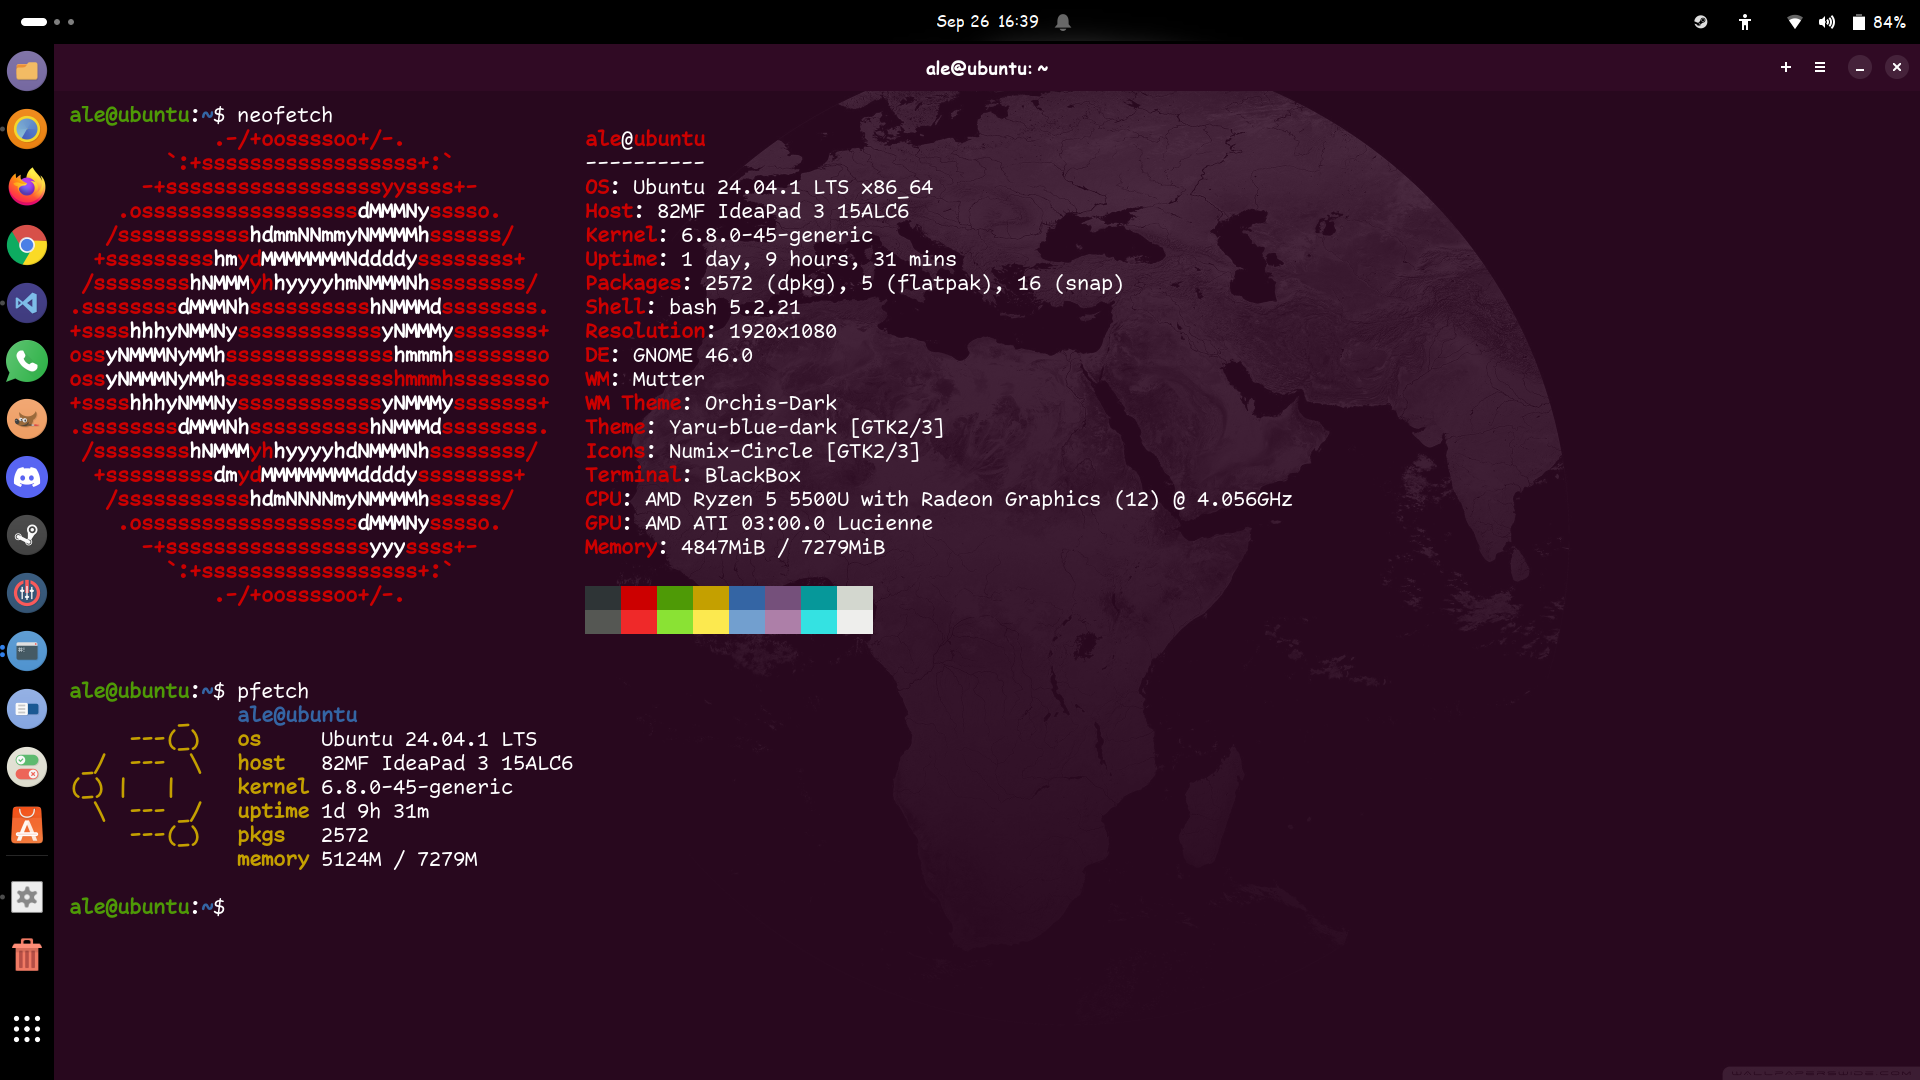 Sep 26 16:39
84%
ale@ubuntu: ~
ale@ubuntu:~$ neofetch
.-/+oossssoo+/-.
`:+ssssssssssssssssss+:`
-+ssssssssssssssssssyyssss+-
.ossssssssssssssssssdMMMNysssso.
/ssssssssssshdmmNNmmyNMMMMhssssss/
+ssssssssshmydMMMMMMMNddddyssssssss+
/sssssssshNMMMyhhyyyyhmNMMMNhssssssss/
.ssssssssdMMMNhsssssssssshNMMMdssssssss.
+sssshhhyNMMNyssssssssssssyNMMMysssssss+
ossyNMMMNyMMhsssssssssssssshmmmhssssssso
ossyNMMMNyMMhsssssssssssssshmmmhssssssso
+sssshhhyNMMNyssssssssssssyNMMMysssssss+
.ssssssssdMMMNhsssssssssshNMMMdssssssss.
/sssssssshNMMMyhhyyyyhdNMMMNhssssssss/
+sssssssssdmydMMMMMMMMddddyssssssss+
/ssssssssssshdmNNNNmyNMMMMhssssss/
.ossssssssssssssssssdMMMNysssso.
-+sssssssssssssssssyyyssss+-
`:+ssssssssssssssssss+:`
.-/+oossssoo+/-.
ale@ubuntu
----------
OS: Ubuntu 24.04.1 LTS x86_64
Host: 82MF IdeaPad 3 15ALC6
Kernel: 6.8.0-45-generic
Uptime: 1 day, 9 hours, 31 mins
Packages: 2572 (dpkg), 5 (flatpak), 16 (snap)
Shell: bash 5.2.21
Resolution: 1920x1080
DE: GNOME 46.0
WM: Mutter
WM Theme: Orchis-Dark
Theme: Yaru-blue-dark [GTK2/3]
Icons: Numix-Circle [GTK2/3]
Terminal: BlackBox
CPU: AMD Ryzen 5 5500U with Radeon Graphics (12) @ 4.056GHz
GPU: AMD ATI 03:00.0 Lucienne
Memory: 4847MiB / 7279MiB
ale@ubuntu:~$ pfetch
ale@ubuntu
os Ubuntu 24.04.1 LTS
host 82MF IdeaPad 3 15ALC6
kernel 6.8.0-45-generic
uptime 1d 9h 31m
pkgs 2572
memory 5124M / 7279M
ale@ubuntu:~$